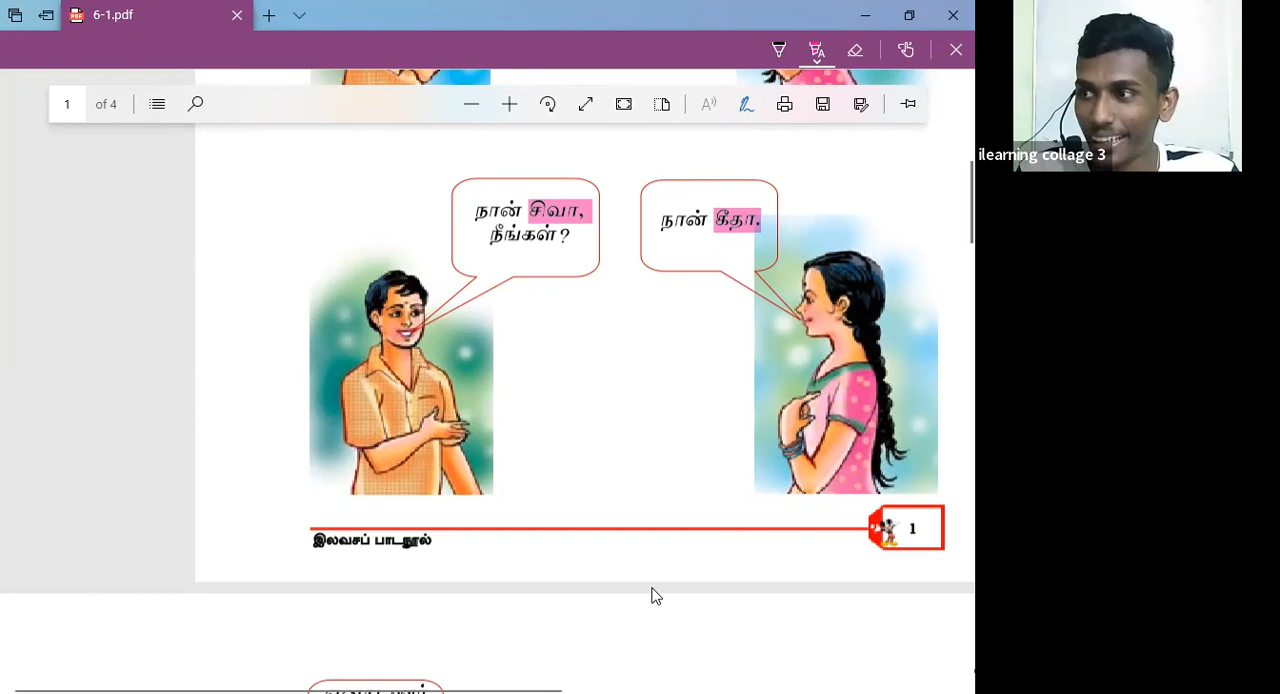 6-1.pdf
1 of 4
ilearning collage 3
நான் சிவா,
நீங்கள்?
நான் கீதா.
இலவசப் பாடநூல்
1